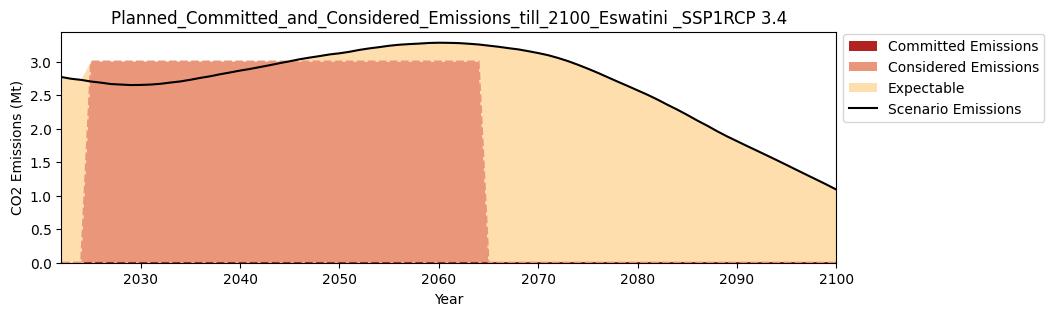 Planned_Committed_and_Considered_Emissions_till_2100_Eswatini _SSP1RCP 3.4
Committed Emissions
Considered Emissions
Expectable
Scenario Emissions
CO2 Emissions (Mt)
3.0
2.5
2.0
1.5
1.0
0.5
0.0
2030 2040 2050 2060 2070 2080 2090 2100
Year